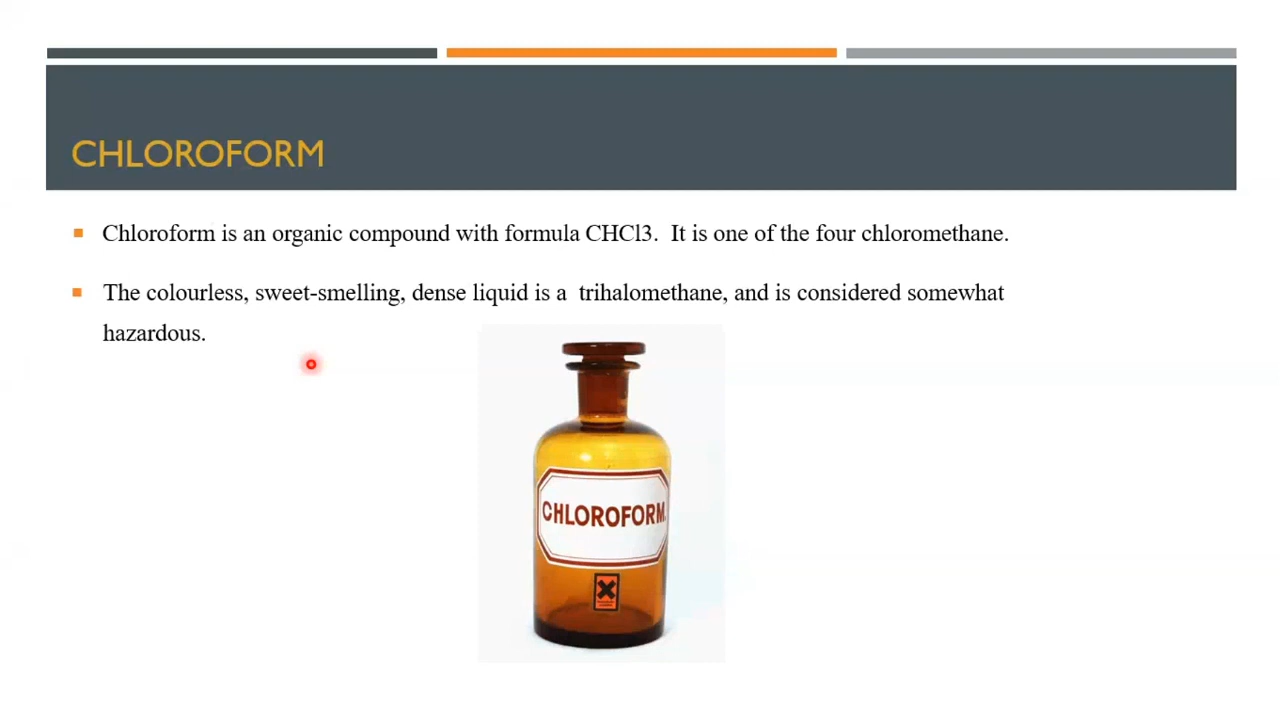 CHLOROFORM
Chloroform is an organic compound with formula CHCl3.  It is one of the four chloromethane.
The colourless, sweet-smelling, dense liquid is a  trihalomethane, and is considered somewhat
hazardous.
CHLOROFORM.